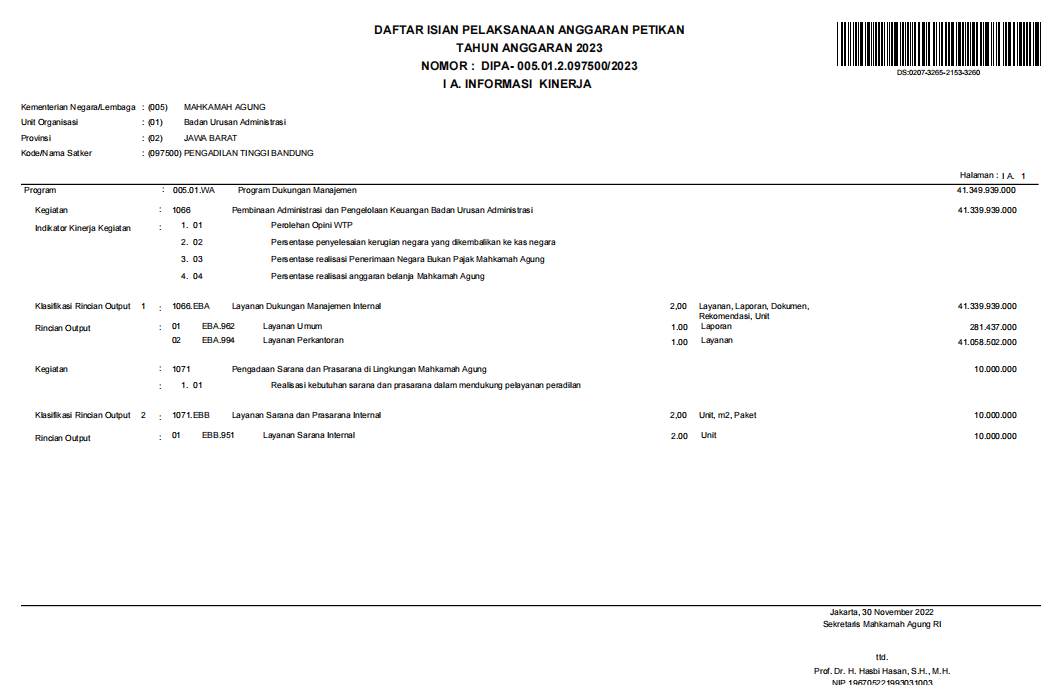 DAFTAR ISIAN PELAKSANAAN ANGGARAN PETIKAN
TAHUN ANGGARAN 2023
NOMOR : DIPA- 005.01.2.097500/2023
I A. INFORMASI KINERJA
DS:0207-3265-2153-3260
Kementerian Negara/Lembaga : (005) MAHKAMAH AGUNG
Unit Organisasi : (01) Badan Urusan Administrasi
Provinsi : (02) JAWA BARAT
Kode/Nama Satker : (097500) PENGADILAN TINGGI BANDUNG
Halaman : I A. 1
Program : 005.01.WA Program Dukungan Manajemen 41.349.939.000
Kegiatan : 1066 Pembinaan Administrasi dan Pengelolaan Keuangan Badan Urusan Administrasi 41.339.939.000
Indikator Kinerja Kegiatan : 1. 01 Perolehan Opini WTP
2. 02 Persentase penyelesaian kerugian negara yang dikembalikan ke kas negara
3. 03 Persentase realisasi Penerimaan Negara Bukan Pajak Mahkamah Agung
4. 04 Persentase realisasi anggaran belanja Mahkamah Agung
Klasifikasi Rincian Output 1 : 1066.EBA Layanan Dukungan Manajemen Internal 2,00 Layanan, Laporan, Dokumen, 41.339.939.000
Rekomendasi, Unit
Rincian Output : 01 EBA.962 Layanan Umum 1.00 Laporan 281.437.000
02 EBA.994 Layanan Perkantoran 1.00 Layanan 41.058.502.000
Kegiatan : 1071 Pengadaan Sarana dan Prasarana di Lingkungan Mahkamah Agung 10.000.000
: 1. 01 Realisasi kebutuhan sarana dan prasarana dalam mendukung pelayanan peradilan
Klasifikasi Rincian Output 2 : 1071.EBB Layanan Sarana dan Prasarana Internal 2,00 Unit, m2, Paket 10.000.000
Rincian Output : 01 EBB.951 Layanan Sarana Internal 2.00 Unit 10.000.000
Jakarta, 30 November 2022
Sekretaris Mahkamah Agung RI
ttd.
Prof. Dr. H. Hasbi Hasan, S.H., M.H.
NIP 196705221993031003